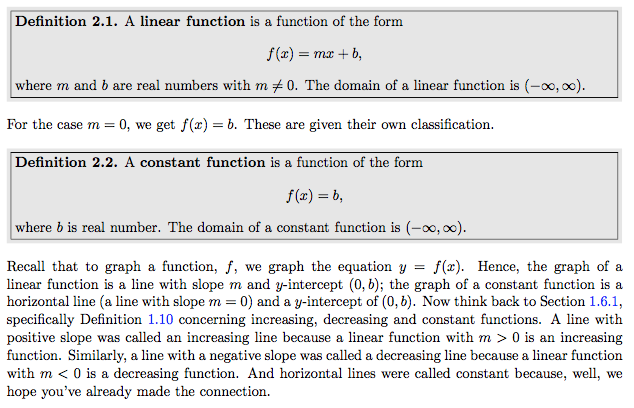 Definition 2.1. A linear function is a function of the form
f(x) = mx + b,
where m and b are real numbers with m ≠ 0. The domain of a linear function is (−∞, ∞).
For the case m = 0, we get f(x) = b. These are given their own classification.
Definition 2.2. A constant function is a function of the form
f(x) = b,
where b is real number. The domain of a constant function is (−∞, ∞).
Recall that to graph a function, f, we graph the equation y = f(x). Hence, the graph of a
linear function is a line with slope m and y-intercept (0, b); the graph of a constant function is a
horizontal line (a line with slope m = 0) and a y-intercept of (0, b). Now think back to Section 1.6.1,
specifically Definition 1.10 concerning increasing, decreasing and constant functions. A line with
positive slope was called an increasing line because a linear function with m > 0 is an increasing
function. Similarly, a line with a negative slope was called a decreasing line because a linear function
with m < 0 is a decreasing function. And horizontal lines were called constant because, well, we
hope you've already made the connection.